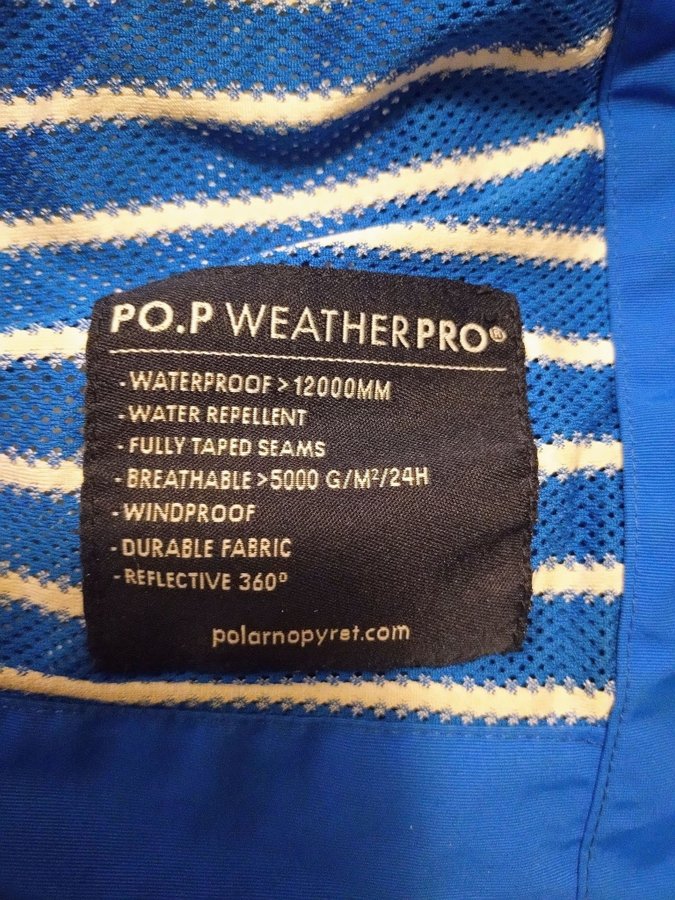 PO.P WEATHERPRO®
- WATERPROOF > 12000MM
- WATER REPELLENT
- FULLY TAPED SEAMS
- BREATHABLE >5000 G/M²/24H
- WINDPROOF
- DURABLE FABRIC
- REFLECTIVE 360°
polarnopyret.com